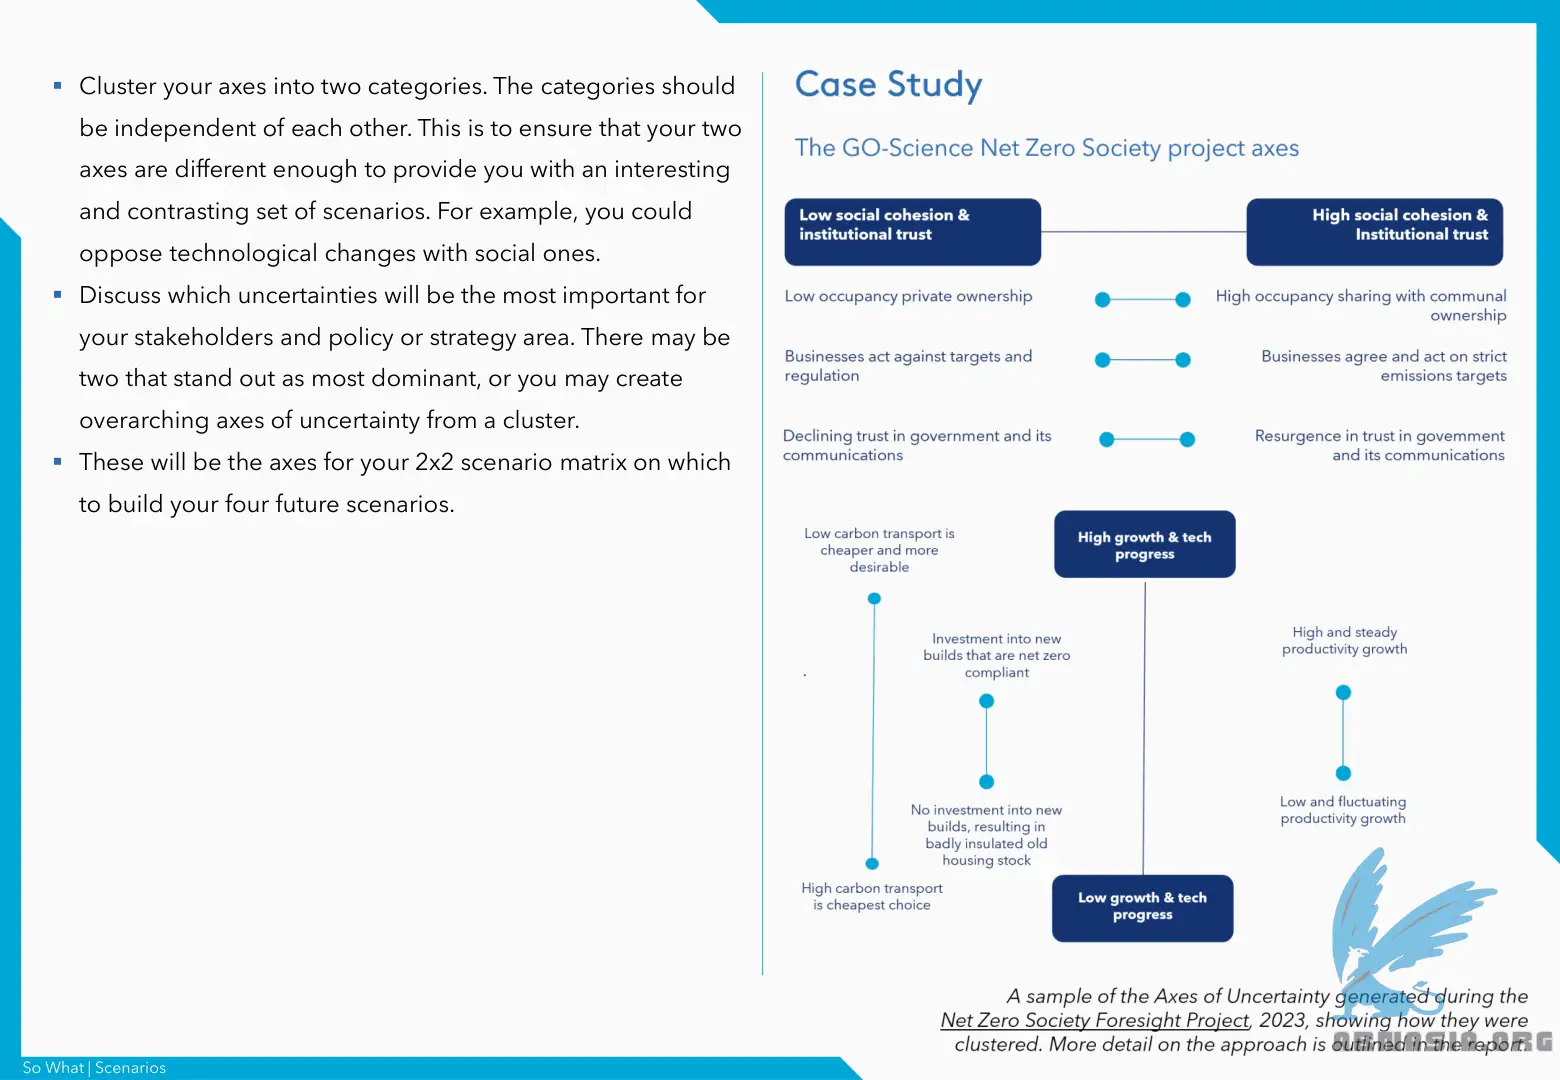 ▪ Cluster your axes into two categories. The categories should
be independent of each other. This is to ensure that your two
axes are different enough to provide you with an interesting
and contrasting set of scenarios. For example, you could
oppose technological changes with social ones.
▪ Discuss which uncertainties will be the most important for
your stakeholders and policy or strategy area. There may be
two that stand out as most dominant, or you may create
overarching axes of uncertainty from a cluster.
▪ These will be the axes for your 2x2 scenario matrix on which
to build your four future scenarios.
Case Study
The GO-Science Net Zero Society project axes
Low social cohesion &
institutional trust
High social cohesion &
Institutional trust
Low occupancy private ownership
High occupancy sharing with communal
ownership
Businesses act against targets and
regulation
Businesses agree and act on strict
emissions targets
Declining trust in government and its
communications
Resurgence in trust in government
and its communications
Low carbon transport is
cheaper and more
desirable
High carbon transport
is cheapest choice
Investment into new
builds that are net zero
compliant
No investment into new
builds, resulting in
badly insulated old
housing stock
High growth & tech
progress
Low growth & tech
progress
High and steady
productivity growth
Low and fluctuating
productivity growth
A sample of the Axes of Uncertainty generated during the
Net Zero Society Foresight Project, 2023, showing how they were
clustered. More detail on the approach is outlined in the report.
So What | Scenarios